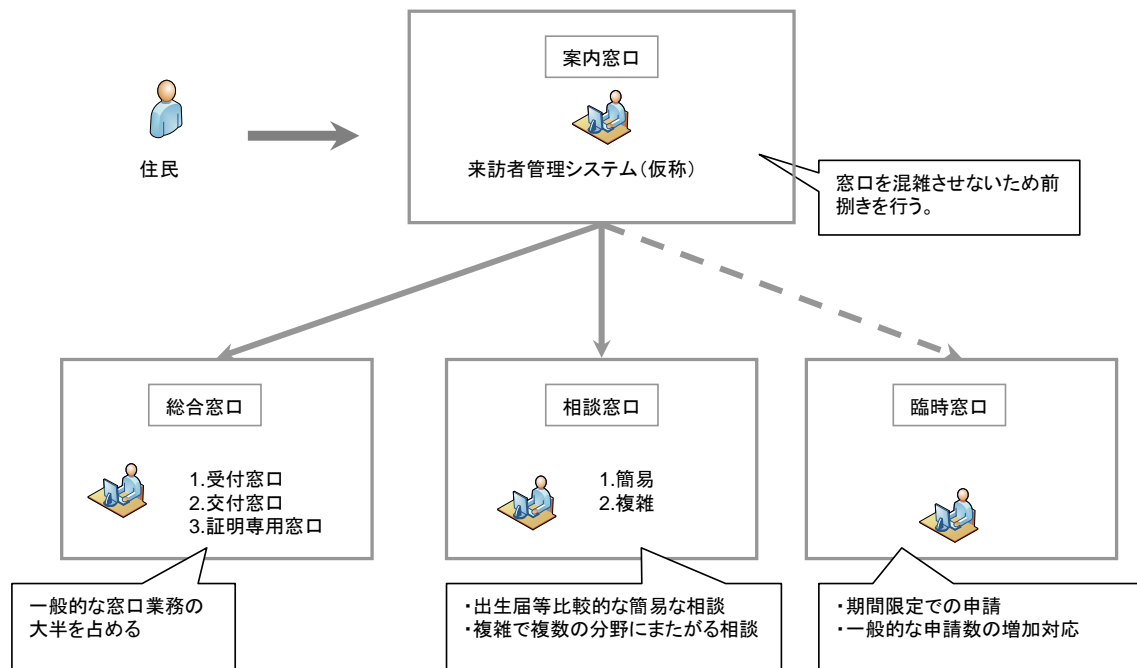 案内窓口
住民
来訪者管理システム(仮称)
窓口を混雑させないため前
捌きを行う。
総合窓口
1.受付窓口
2.交付窓口
3.証明専用窓口
一般的な窓口業務の
大半を占める
相談窓口
1.簡易
2.複雑
・出生届等比較的な簡易な相談
・複雑で複数の分野にまたがる相談
臨時窓口
・期間限定での申請
・一般的な申請数の増加対応